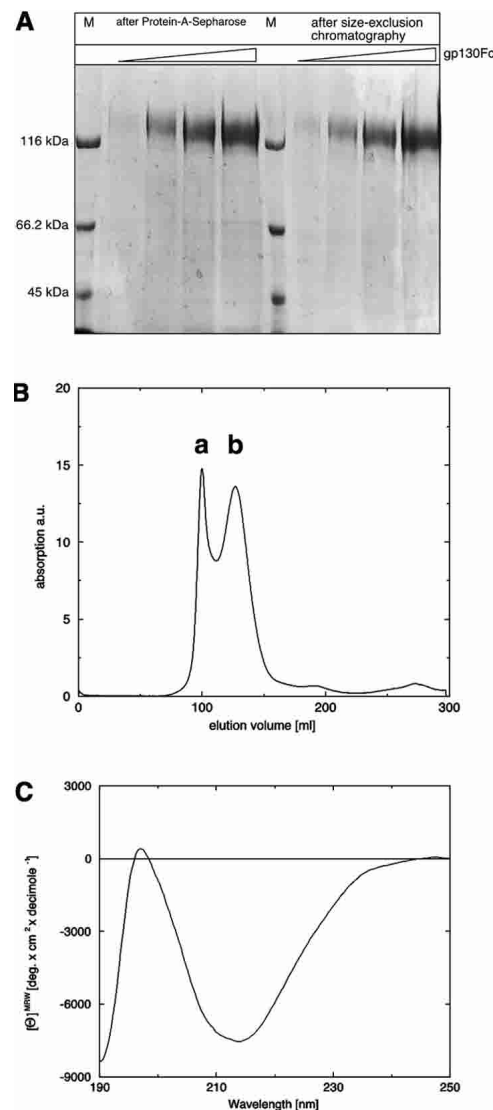 A
M
after Protein-A-Sepharose
M
after size-exclusion
chromatography
gp130Fc
116 kDa
66.2 kDa
45 kDa
B
20
15
10
5
0
absorption a.u.
a
b
0
100
200
300
elution volume [ml]
C
3000
0
-3000
-6000
-9000
[Θ]MRW [deg. x cm2 x decimole -1]
190
210
230
250
Wavelength [nm]